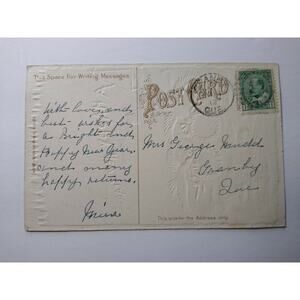 This Space For Writing Messages
POST CARD
With love and
best wishes for
a Bright and
Happy New Year
and many
happy returns.
Mrs George
Granby
Que
This side for the Address only
QUE